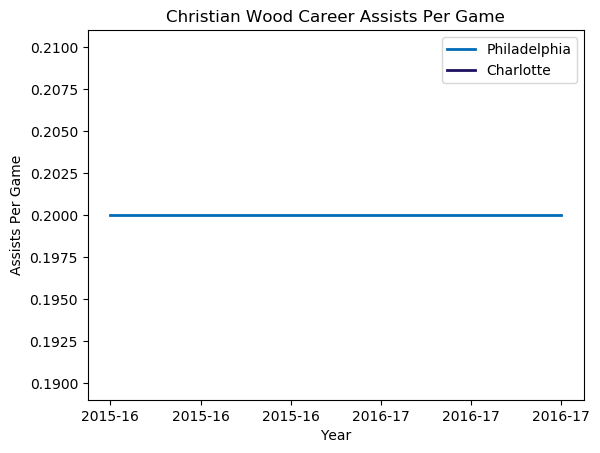 Christian Wood Career Assists Per Game
Philadelphia
Charlotte
0.2100
0.2075
0.2050
0.2025
0.2000
0.1975
0.1950
0.1925
0.1900
Assists Per Game
2015-16 2015-16 2015-16 2016-17 2016-17 2016-17
Year